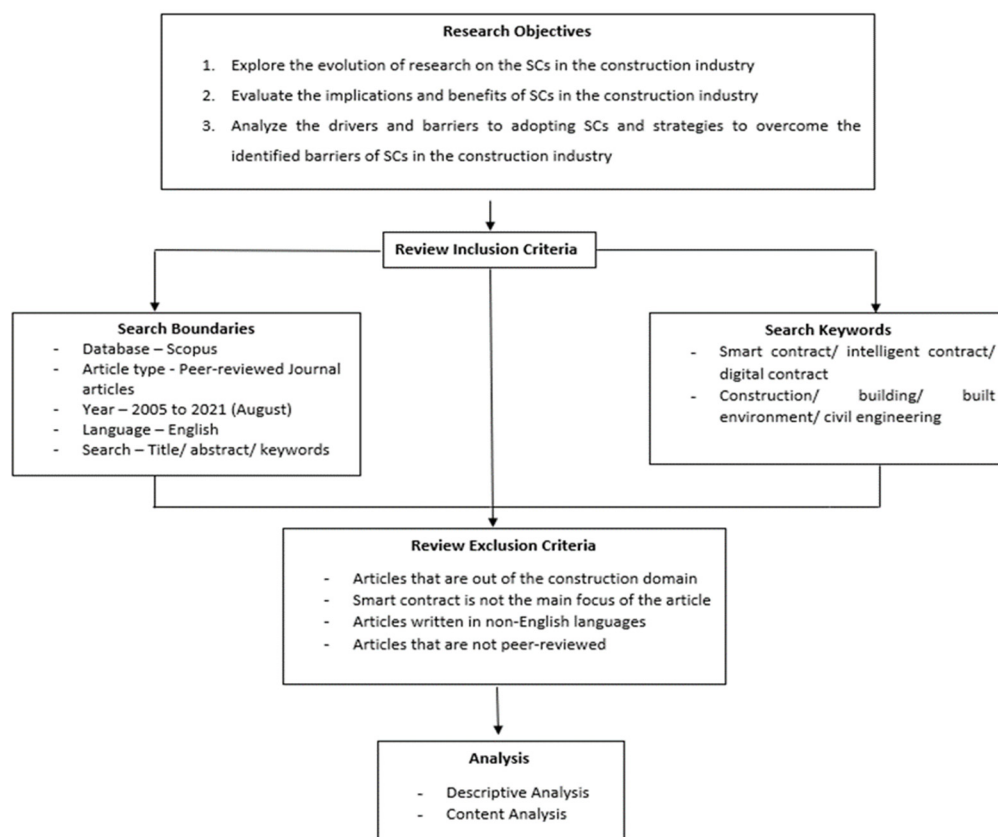 Research Objectives
1. Explore the evolution of research on the SCs in the construction industry
2. Evaluate the implications and benefits of SCs in the construction industry
3. Analyze the drivers and barriers to adopting SCs and strategies to overcome the
identified barriers of SCs in the construction industry
Review Inclusion Criteria
Search Boundaries
- Database – Scopus
- Article type - Peer-reviewed Journal
articles
- Year – 2005 to 2021 (August)
- Language – English
- Search – Title/ abstract/ keywords
Search Keywords
- Smart contract/ intelligent contract/
digital contract
- Construction/ building/ built
environment/ civil engineering
Review Exclusion Criteria
- Articles that are out of the construction domain
- Smart contract is not the main focus of the article
- Articles written in non-English languages
- Articles that are not peer-reviewed
Analysis
- Descriptive Analysis
- Content Analysis